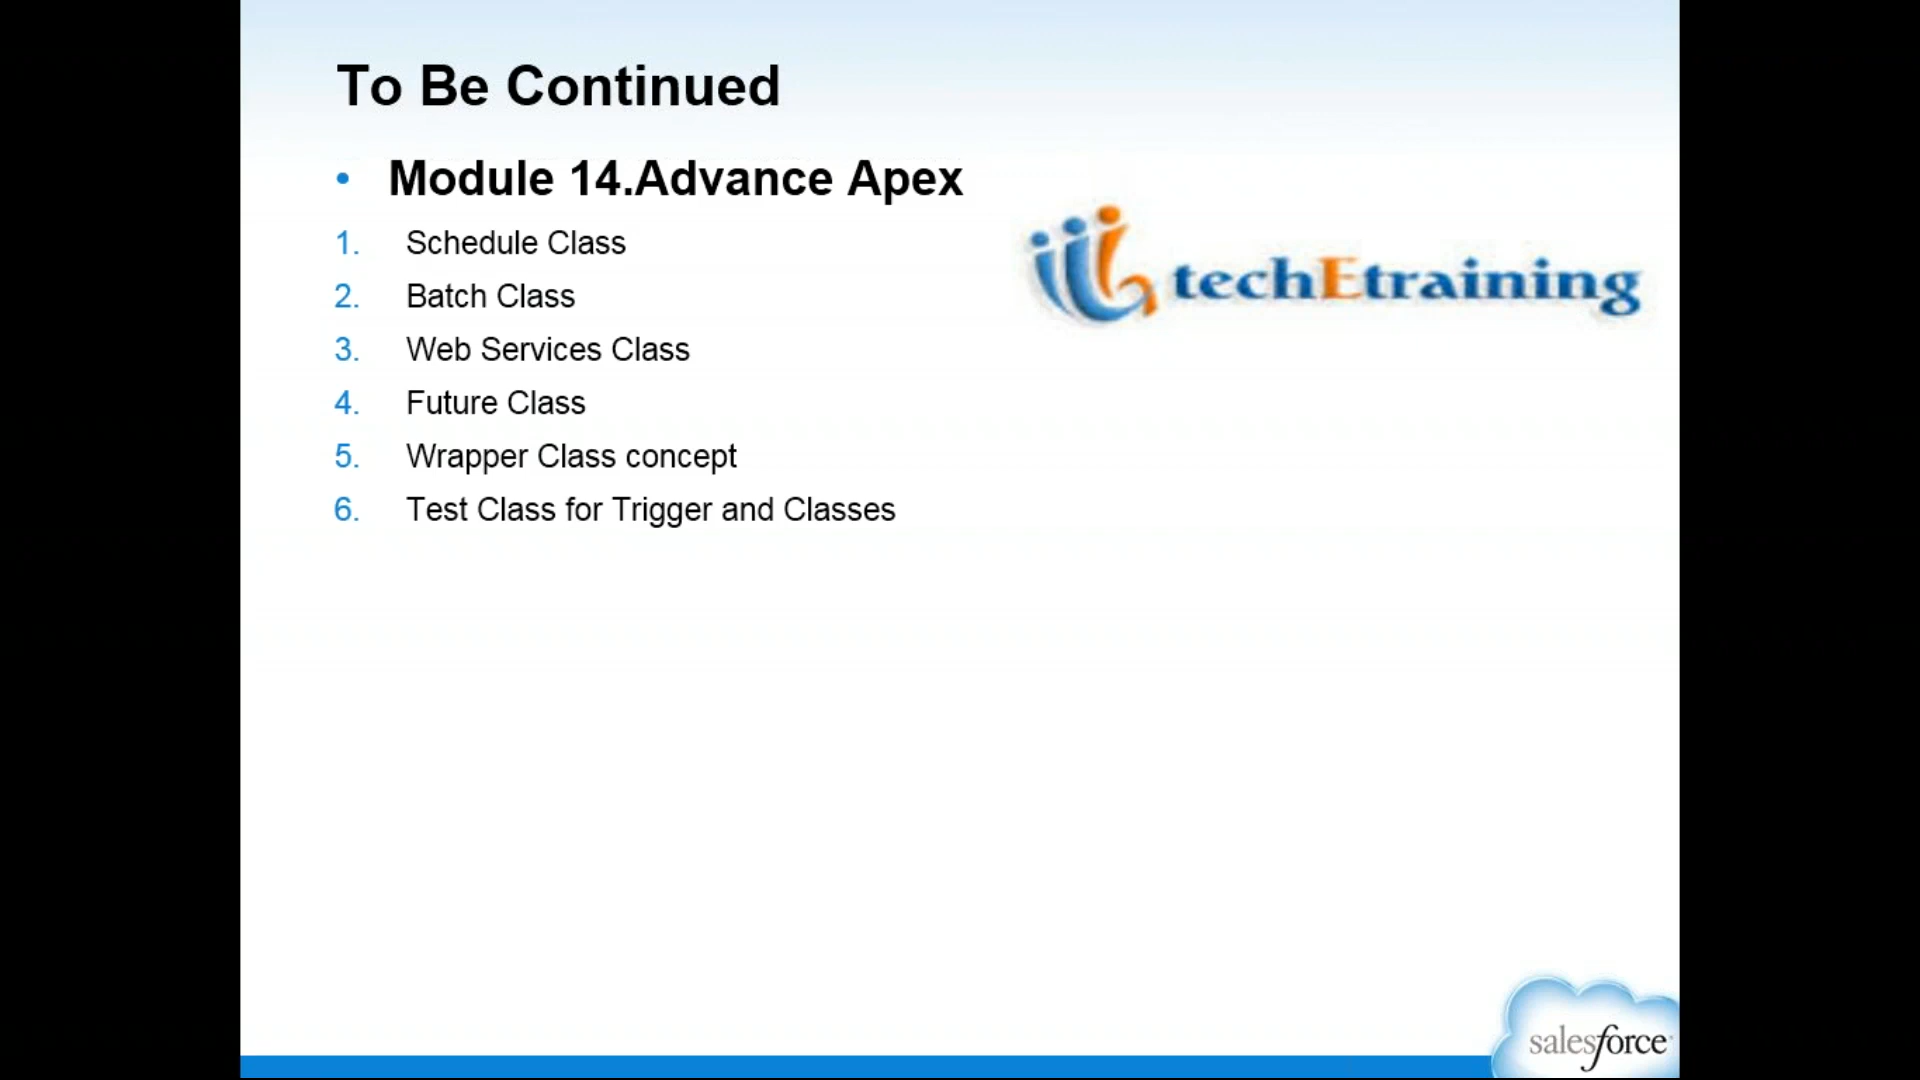 To Be Continued
• Module 14.Advance Apex
1. Schedule Class
2. Batch Class
3. Web Services Class
4. Future Class
5. Wrapper Class concept
6. Test Class for Trigger and Classes
techEtraining
salesforce